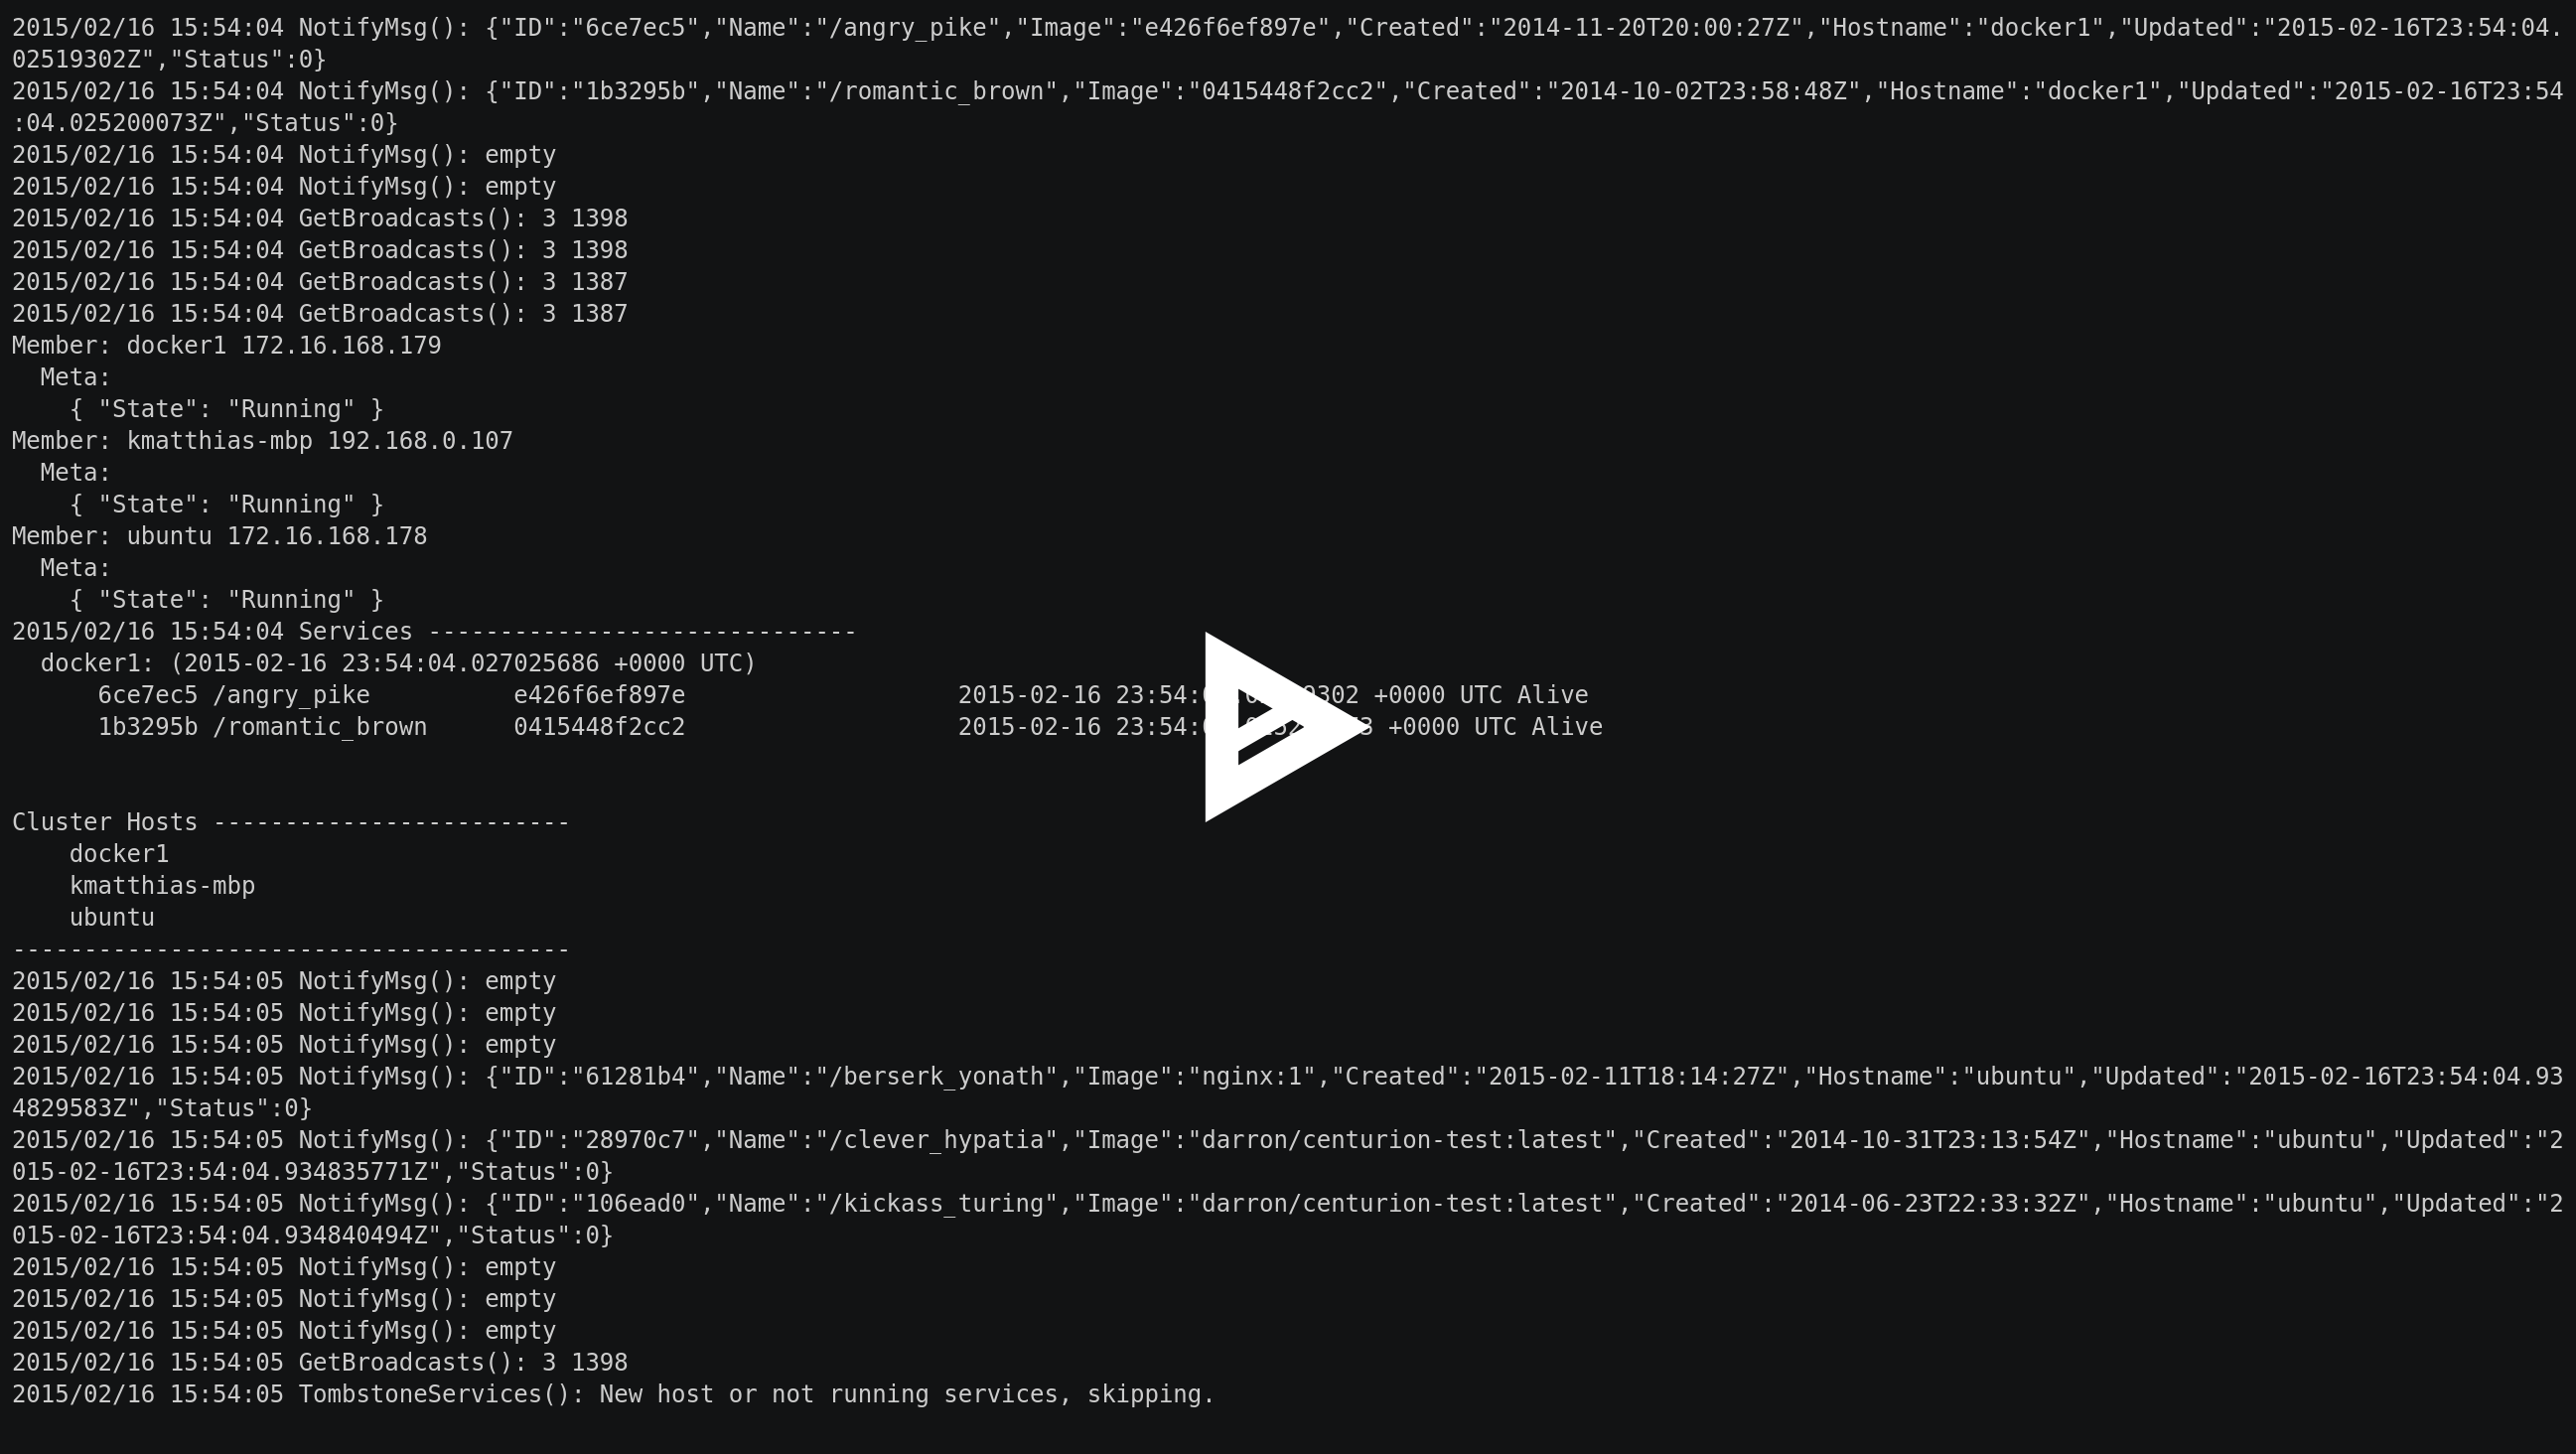 2015/02/16 15:54:04 NotifyMsg(): {"ID":"6ce7ec5","Name":"/angry_pike","Image":"e426f6ef897e","Created":"2014-11-20T20:00:27Z","Hostname":"docker1","Updated":"2015-02-16T23:54:04.
02519302Z","Status":0}
2015/02/16 15:54:04 NotifyMsg(): {"ID":"1b3295b","Name":"/romantic_brown","Image":"0415448f2cc2","Created":"2014-10-02T23:58:48Z","Hostname":"docker1","Updated":"2015-02-16T23:54
:04.025200073Z","Status":0}
2015/02/16 15:54:04 NotifyMsg(): empty
2015/02/16 15:54:04 NotifyMsg(): empty
2015/02/16 15:54:04 GetBroadcasts(): 3 1398
2015/02/16 15:54:04 GetBroadcasts(): 3 1398
2015/02/16 15:54:04 GetBroadcasts(): 3 1387
2015/02/16 15:54:04 GetBroadcasts(): 3 1387
Member: docker1 172.16.168.179
  Meta:
    { "State": "Running" }
Member: kmatthias-mbp 192.168.0.107
  Meta:
    { "State": "Running" }
Member: ubuntu 172.16.168.178
  Meta:
    { "State": "Running" }
2015/02/16 15:54:04 Services ------------------------------
  docker1: (2015-02-16 23:54:04.027025686 +0000 UTC)
      6ce7ec5 /angry_pike          e426f6ef897e                   2015-02-16 +0000 UTC Alive
      1b3295b /romantic_brown      0415448f2cc2                   2015-02-16 +0000 UTC Alive
Cluster Hosts -------------------------
    docker1
    kmatthias-mbp
    ubuntu
---------------------------------------
2015/02/16 15:54:05 NotifyMsg(): empty
2015/02/16 15:54:05 NotifyMsg(): empty
2015/02/16 15:54:05 NotifyMsg(): empty
2015/02/16 15:54:05 NotifyMsg(): {"ID":"61281b4","Name":"/berserk_yonath","Image":"nginx:1","Created":"2015-02-11T18:14:27Z","Hostname":"ubuntu","Updated":"2015-02-16T23:54:04.93
4829583Z","Status":0}
2015/02/16 15:54:05 NotifyMsg(): {"ID":"28970c7","Name":"/clever_hypatia","Image":"darron/centurion-test:latest","Created":"2014-10-31T23:13:54Z","Hostname":"ubuntu","Updated":"2
015-02-16T23:54:04.934835771Z","Status":0}
2015/02/16 15:54:05 NotifyMsg(): {"ID":"106ead0","Name":"/kickass_turing","Image":"darron/centurion-test:latest","Created":"2014-06-23T22:33:32Z","Hostname":"ubuntu","Updated":"2
015-02-16T23:54:04.934840494Z","Status":0}
2015/02/16 15:54:05 NotifyMsg(): empty
2015/02/16 15:54:05 NotifyMsg(): empty
2015/02/16 15:54:05 NotifyMsg(): empty
2015/02/16 15:54:05 GetBroadcasts(): 3 1398
2015/02/16 15:54:05 TombstoneServices(): New host or not running services, skipping.